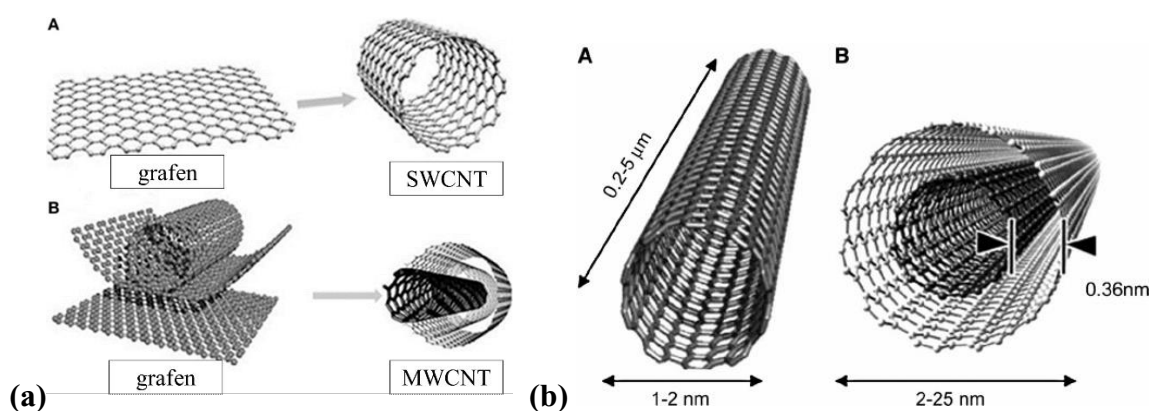 A
grafen
SWCNT
B
grafen
MWCNT
(a)
A
0.2-5 µm
1-2 nm
B
0.36nm
2-25 nm
(b)